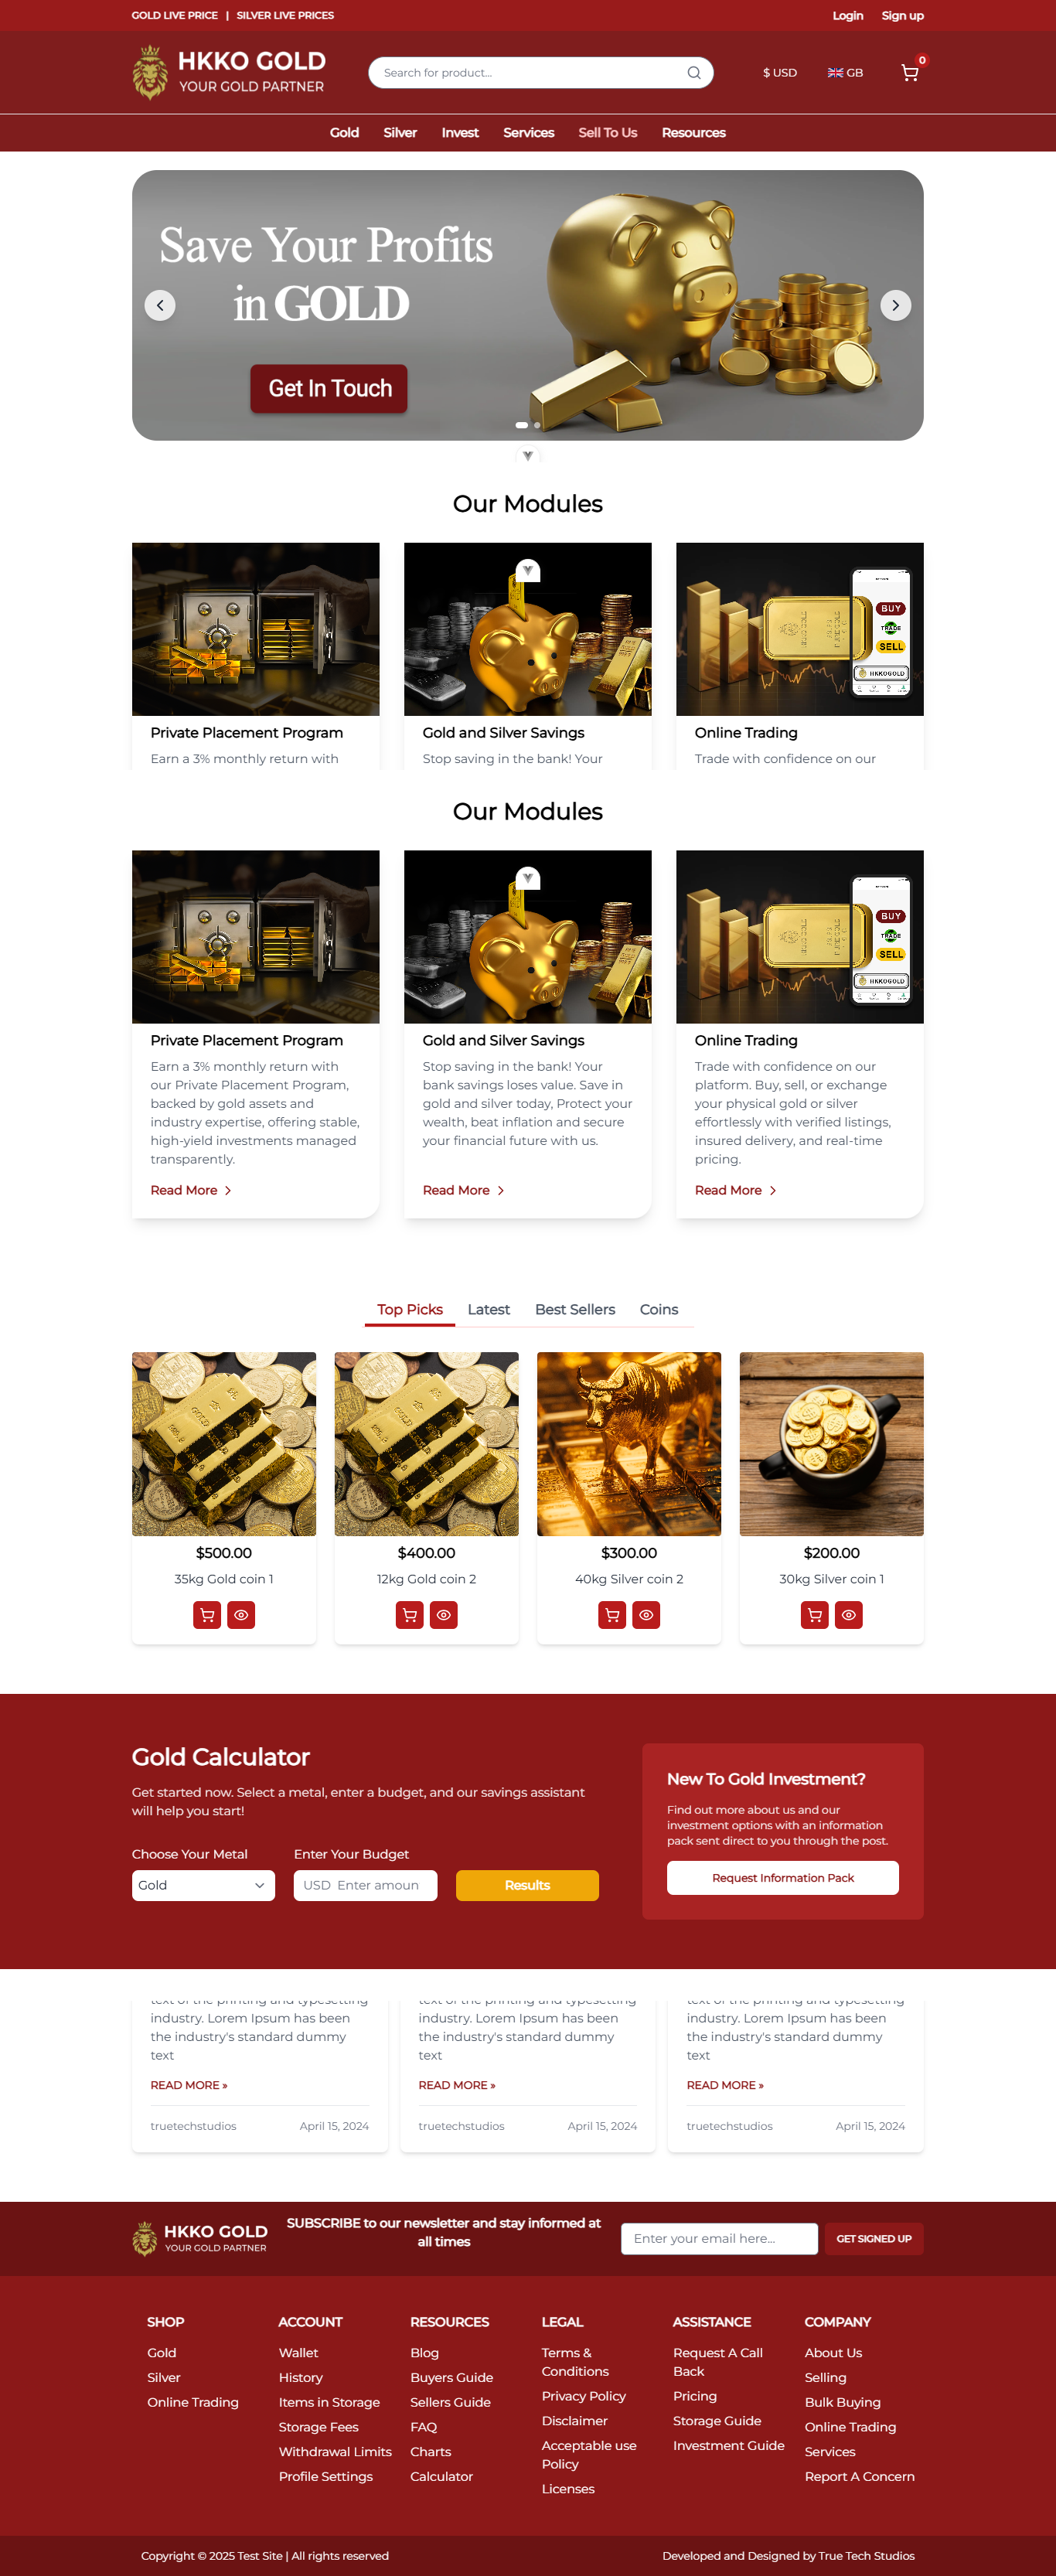 GOLD LIVE PRICE | SILVER LIVE PRICES
Login Sign up
HKKO GOLD
YOUR GOLD PARTNER
Search for product...
$ USD
GB
0
Gold Silver Invest Services Sell To Us Resources
Save Your Profits
in GOLD
Get In Touch
Our Modules
BUY
TRADE
SELL
HKKOGOLD
Private Placement Program
Earn a 3% monthly return with
Gold and Silver Savings
Stop saving in the bank! Your
Online Trading
Trade with confidence on our
Our Modules
BUY
TRADE
SELL
HKKOGOLD
Private Placement Program
Earn a 3% monthly return with
our Private Placement Program,
backed by gold assets and
industry expertise, offering stable,
high-yield investments managed
transparently.
Read More
Gold and Silver Savings
Stop saving in the bank! Your
bank savings loses value. Save in
gold and silver today, Protect your
wealth, beat inflation and secure
your financial future with us.
Read More
Online Trading
Trade with confidence on our
platform. Buy, sell, or exchange
your physical gold or silver
effortlessly with verified listings,
insured delivery, and real-time
pricing.
Read More
Top Picks Latest Best Sellers Coins
$500.00
35kg Gold coin 1
$400.00
12kg Gold coin 2
$300.00
40kg Silver coin 2
$200.00
30kg Silver coin 1
Gold Calculator
Get started now. Select a metal, enter a budget, and our savings assistant
will help you start!
Choose Your Metal
Gold
Enter Your Budget
USD Enter amoun
Results
New To Gold Investment?
Find out more about us and our
investment options with an information
pack sent direct to you through the post.
Request Information Pack
text of the printing and typesetting
industry. Lorem Ipsum has been
the industry's standard dummy
text
READ MORE »
truetechstudios April 15, 2024
text of the printing and typesetting
industry. Lorem Ipsum has been
the industry's standard dummy
text
READ MORE »
truetechstudios April 15, 2024
text of the printing and typesetting
industry. Lorem Ipsum has been
the industry's standard dummy
text
READ MORE »
truetechstudios April 15, 2024
HKKO GOLD
YOUR GOLD PARTNER
SUBSCRIBE to our newsletter and stay informed at
all times
Enter your email here...
GET SIGNED UP
SHOP
Gold
Silver
Online Trading
ACCOUNT
Wallet
History
Items in Storage
Storage Fees
Withdrawal Limits
Profile Settings
RESOURCES
Blog
Buyers Guide
Sellers Guide
FAQ
Charts
Calculator
LEGAL
Terms &
Conditions
Privacy Policy
Disclaimer
Acceptable use
Policy
Licenses
ASSISTANCE
Request A Call
Back
Pricing
Storage Guide
Investment Guide
COMPANY
About Us
Selling
Bulk Buying
Online Trading
Services
Report A Concern
Copyright © 2025 Test Site | All rights reserved
Developed and Designed by True Tech Studios